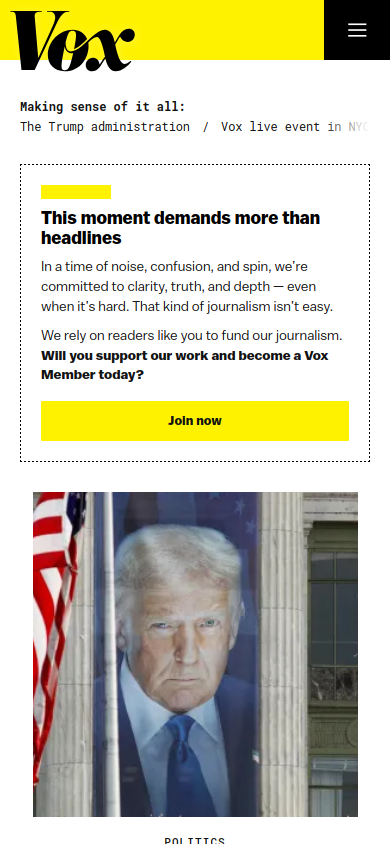 Vox
Making sense of it all:
The Trump administration / Vox live event in NYC
This moment demands more than
headlines
In a time of noise, confusion, and spin, we're
committed to clarity, truth, and depth — even
when it's hard. That kind of journalism isn't easy.
We rely on readers like you to fund our journalism.
Will you support our work and become a Vox
Member today?
Join now
POLITICS